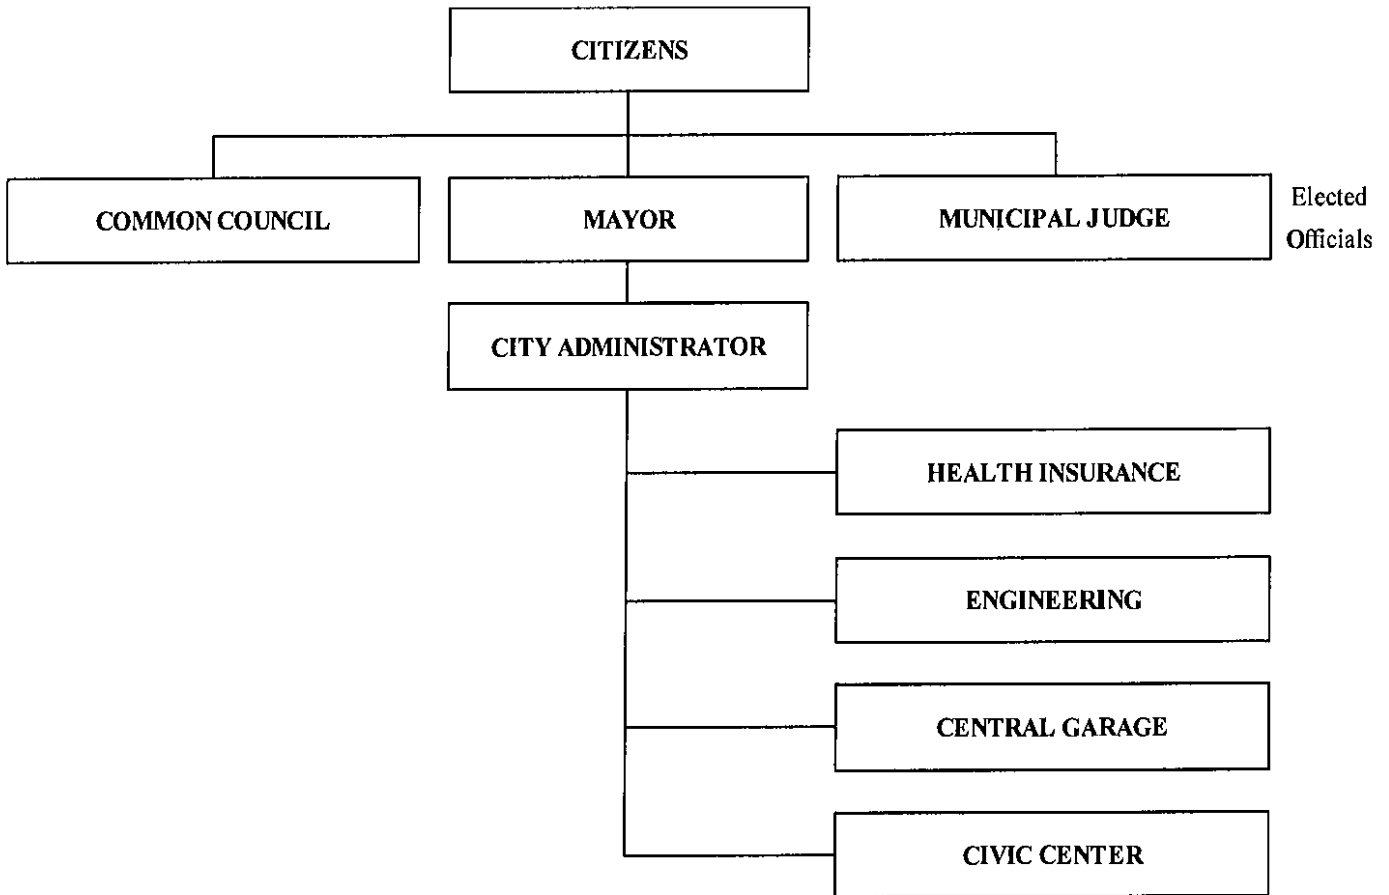 CITIZENS
COMMON COUNCIL
MAYOR
MUNICIPAL JUDGE
Elected
Officials
CITY ADMINISTRATOR
HEALTH INSURANCE
ENGINEERING
CENTRAL GARAGE
CIVIC CENTER